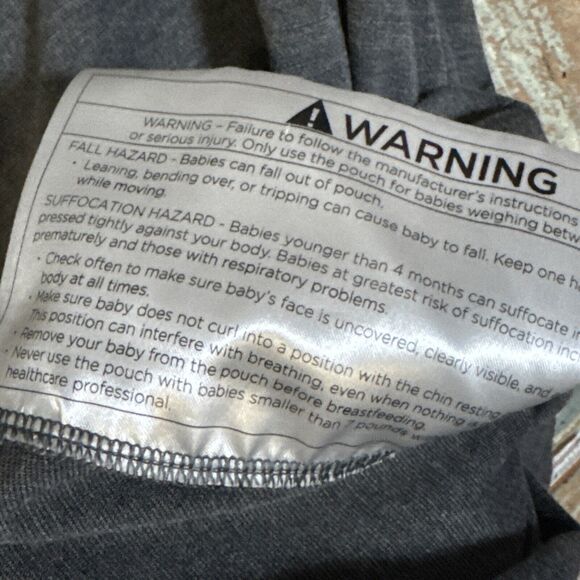 WARNING
WARNING - Failure to follow the manufacturer's instructions
or serious injury. Only use the pouch for babies weighing
FALL HAZARD - Babies can fall out of pouch.
• Leaning, bending over, or tripping can cause baby to fall. Keep one
while moving.
SUFFOCATION HAZARD - Babies younger than 4 months can suffocate
pressed tightly against your body. Babies at greatest risk of suffocation
prematurely and those with respiratory problems.
• Check often to make sure baby's face is uncovered, clearly visible, and
body at all times.
• Make sure baby does not curl into a position with the chin resting
This position can interfere with breathing, even when nothing
• Remove your baby from the pouch before breastfeeding.
• Never use the pouch with babies smaller than 7 pounds
healthcare professional.